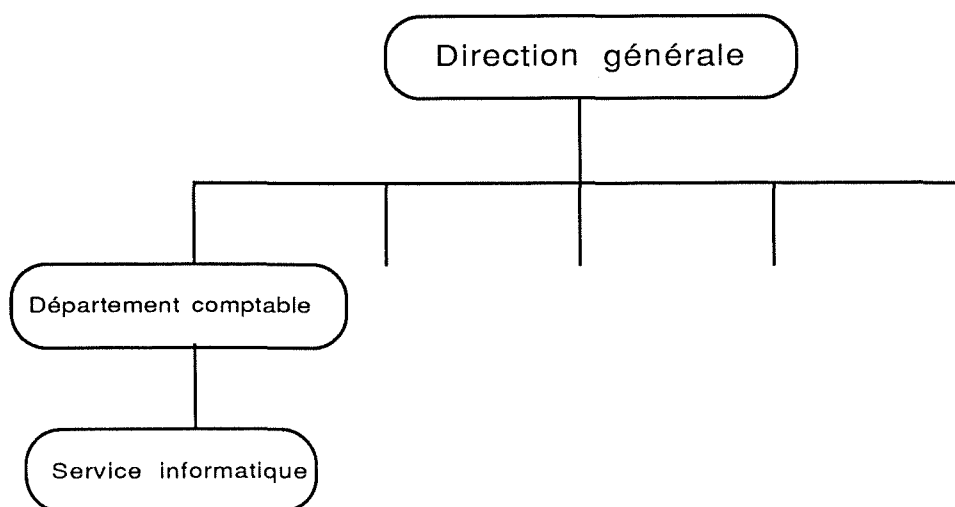 Direction générale
Département comptable
Service informatique